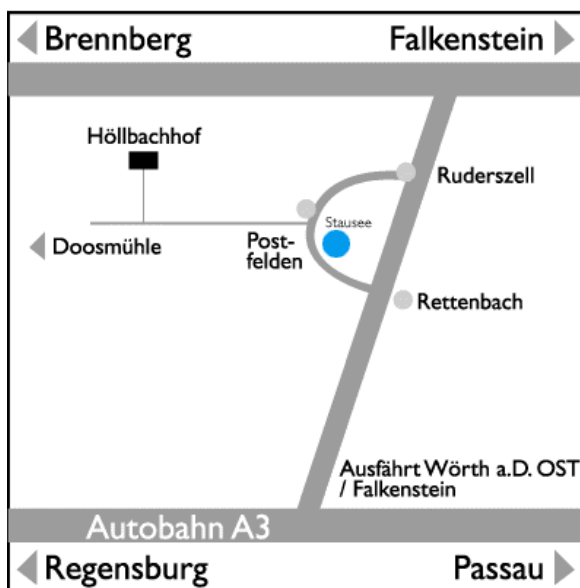 Brennberg
Falkenstein
Höllbachhof
Ruderszell
Stausee
Post-
felden
Doosmühle
Rettenbach
Ausfährt Wörth a.D. OST
/ Falkenstein
Autobahn A3
Regensburg
Passau